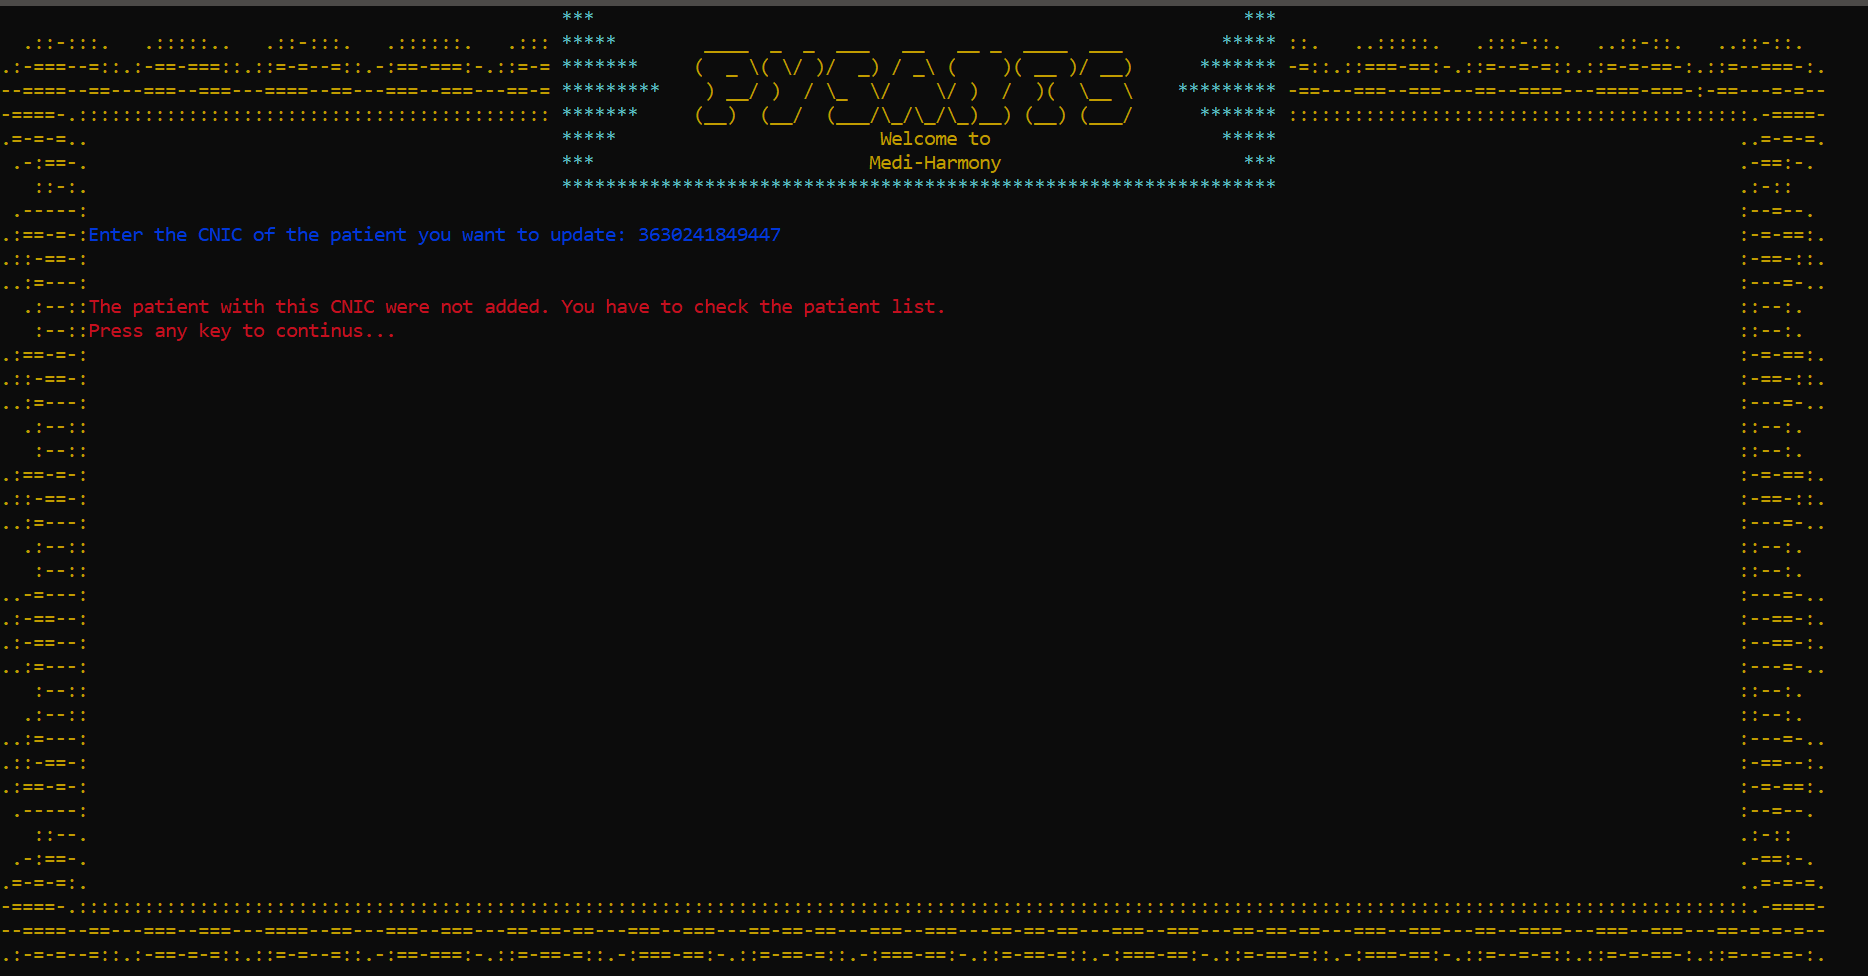 Welcome to
Medi-Harmony
Enter the CNIC of the patient you want to update: 3630241849447
The patient with this CNIC were not added. You have to check the patient list.
Press any key to continus...